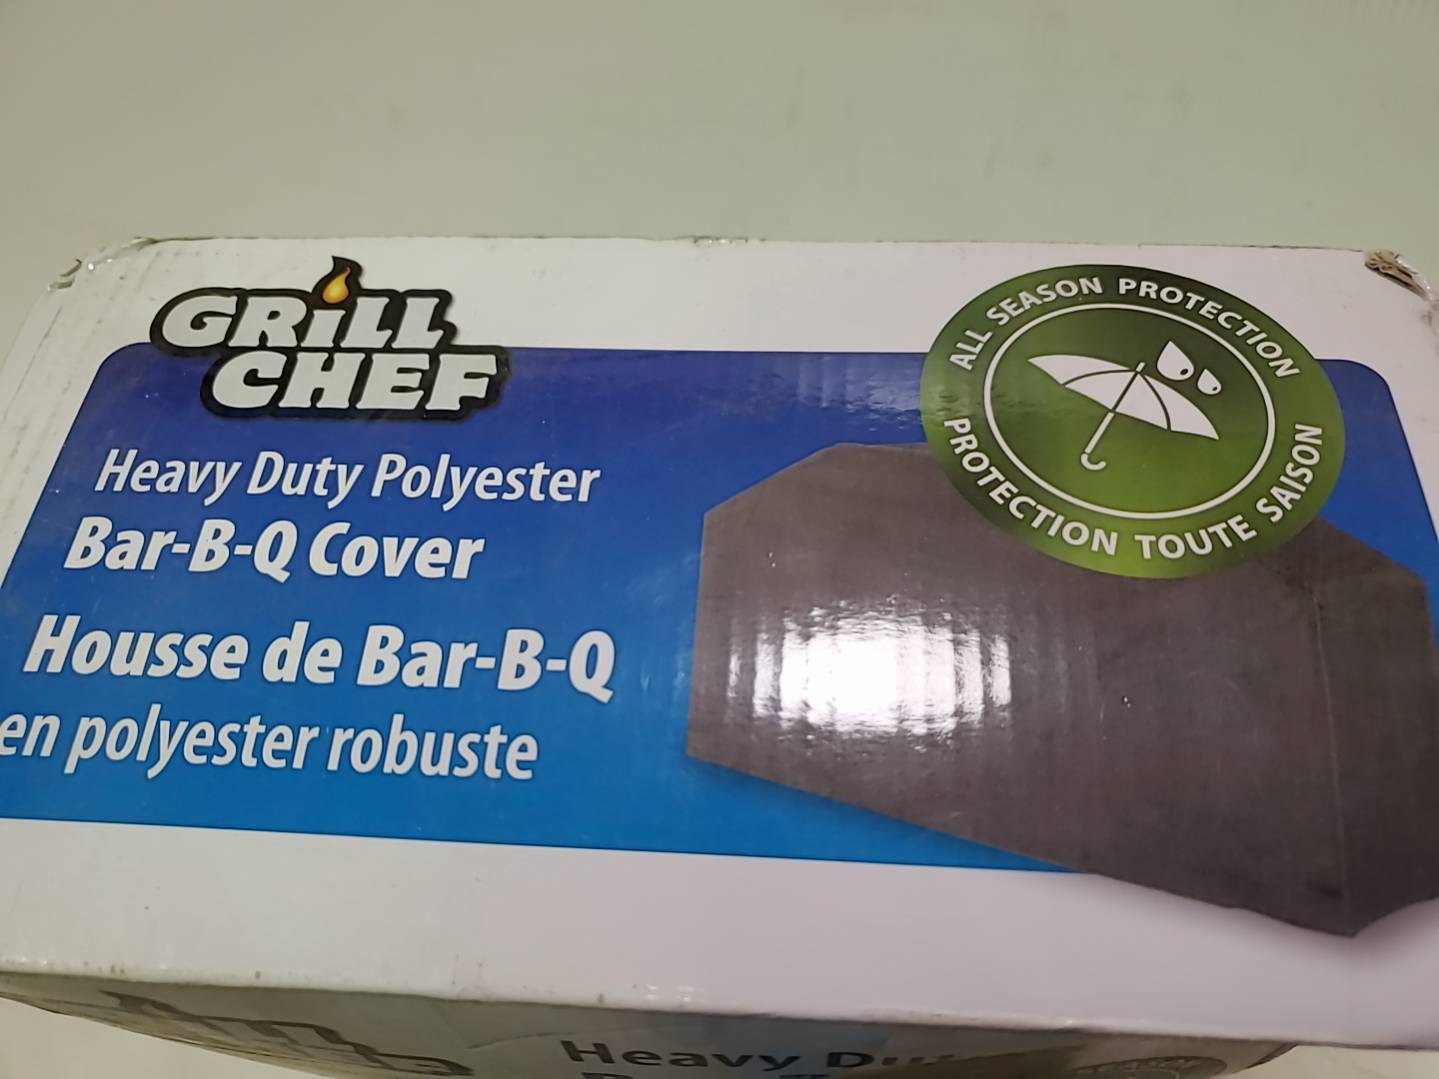 GRiLL
CHEF
Heavy Duty Polyester
Bar-B-Q Cover
Housse de Bar-B-Q
en polyester robuste
ALL SEASON PROTECTION
PROTECTION TOUTE SAISON
Heavy